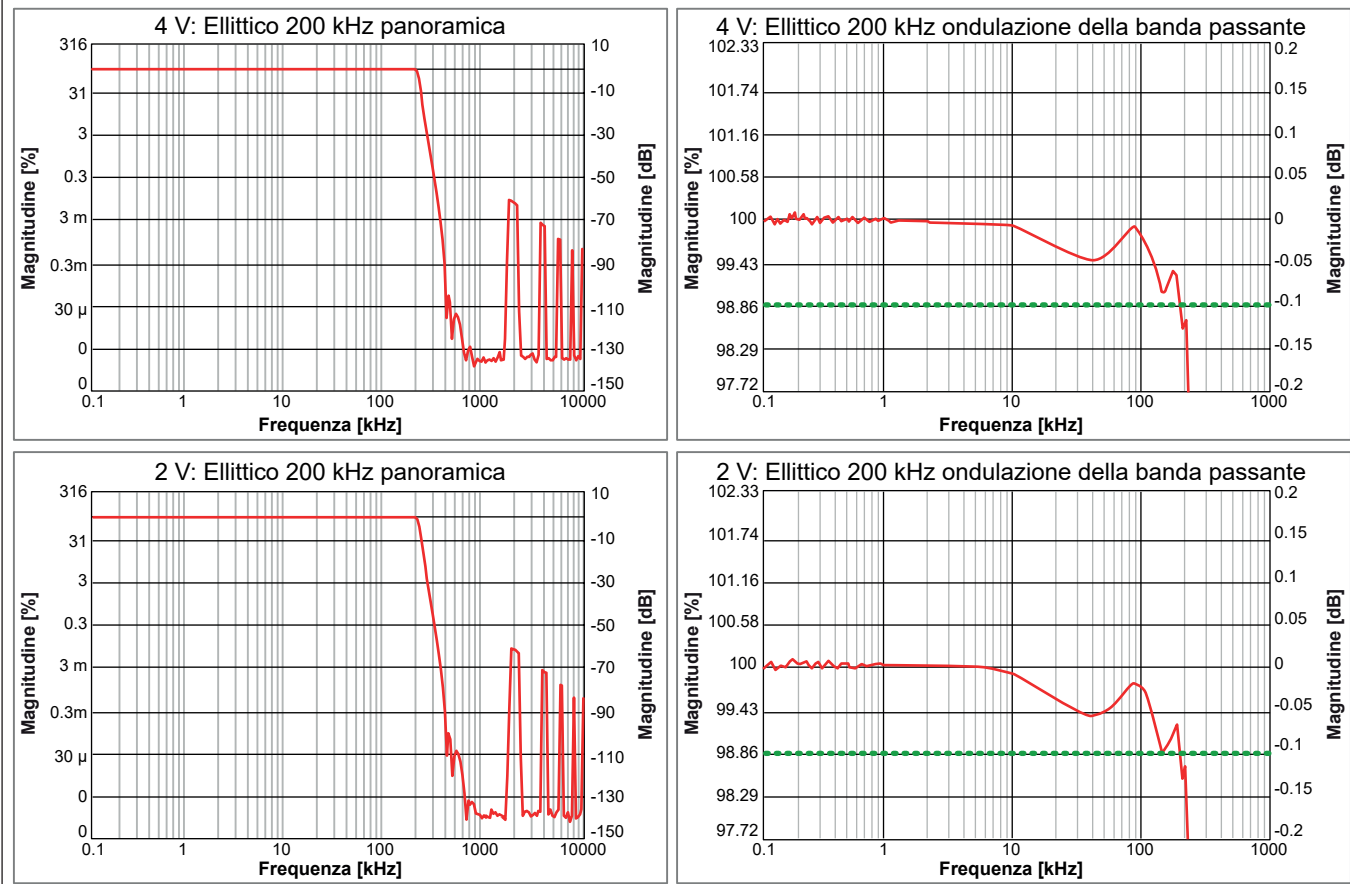 4 V: Ellittico 200 kHz panoramica
316
31
3
0.3
3 m
0.3m
30 µ
0
0
10
-10
-30
-50
-70
-90
-110
-130
-150
Magnitudine [%]
Magnitudine [dB]
0.1 1 10 100 1000 10000
Frequenza [kHz]
4 V: Ellittico 200 kHz ondulazione della banda passante
102.33
101.74
101.16
100.58
100
99.43
98.86
98.29
97.72
0.2
0.15
0.1
0.05
0
-0.05
-0.1
-0.15
-0.2
Magnitudine [%]
Magnitudine [dB]
0.1 1 10 100 1000
Frequenza [kHz]
2 V: Ellittico 200 kHz panoramica
316
31
3
0.3
3 m
0.3m
30 µ
0
0
10
-10
-30
-50
-70
-90
-110
-130
-150
Magnitudine [%]
Magnitudine [dB]
0.1 1 10 100 1000 10000
Frequenza [kHz]
2 V: Ellittico 200 kHz ondulazione della banda passante
102.33
101.74
101.16
100.58
100
99.43
98.86
98.29
97.72
0.2
0.15
0.1
0.05
0
-0.05
-0.1
-0.15
-0.2
Magnitudine [%]
Magnitudine [dB]
0.1 1 10 100 1000
Frequenza [kHz]